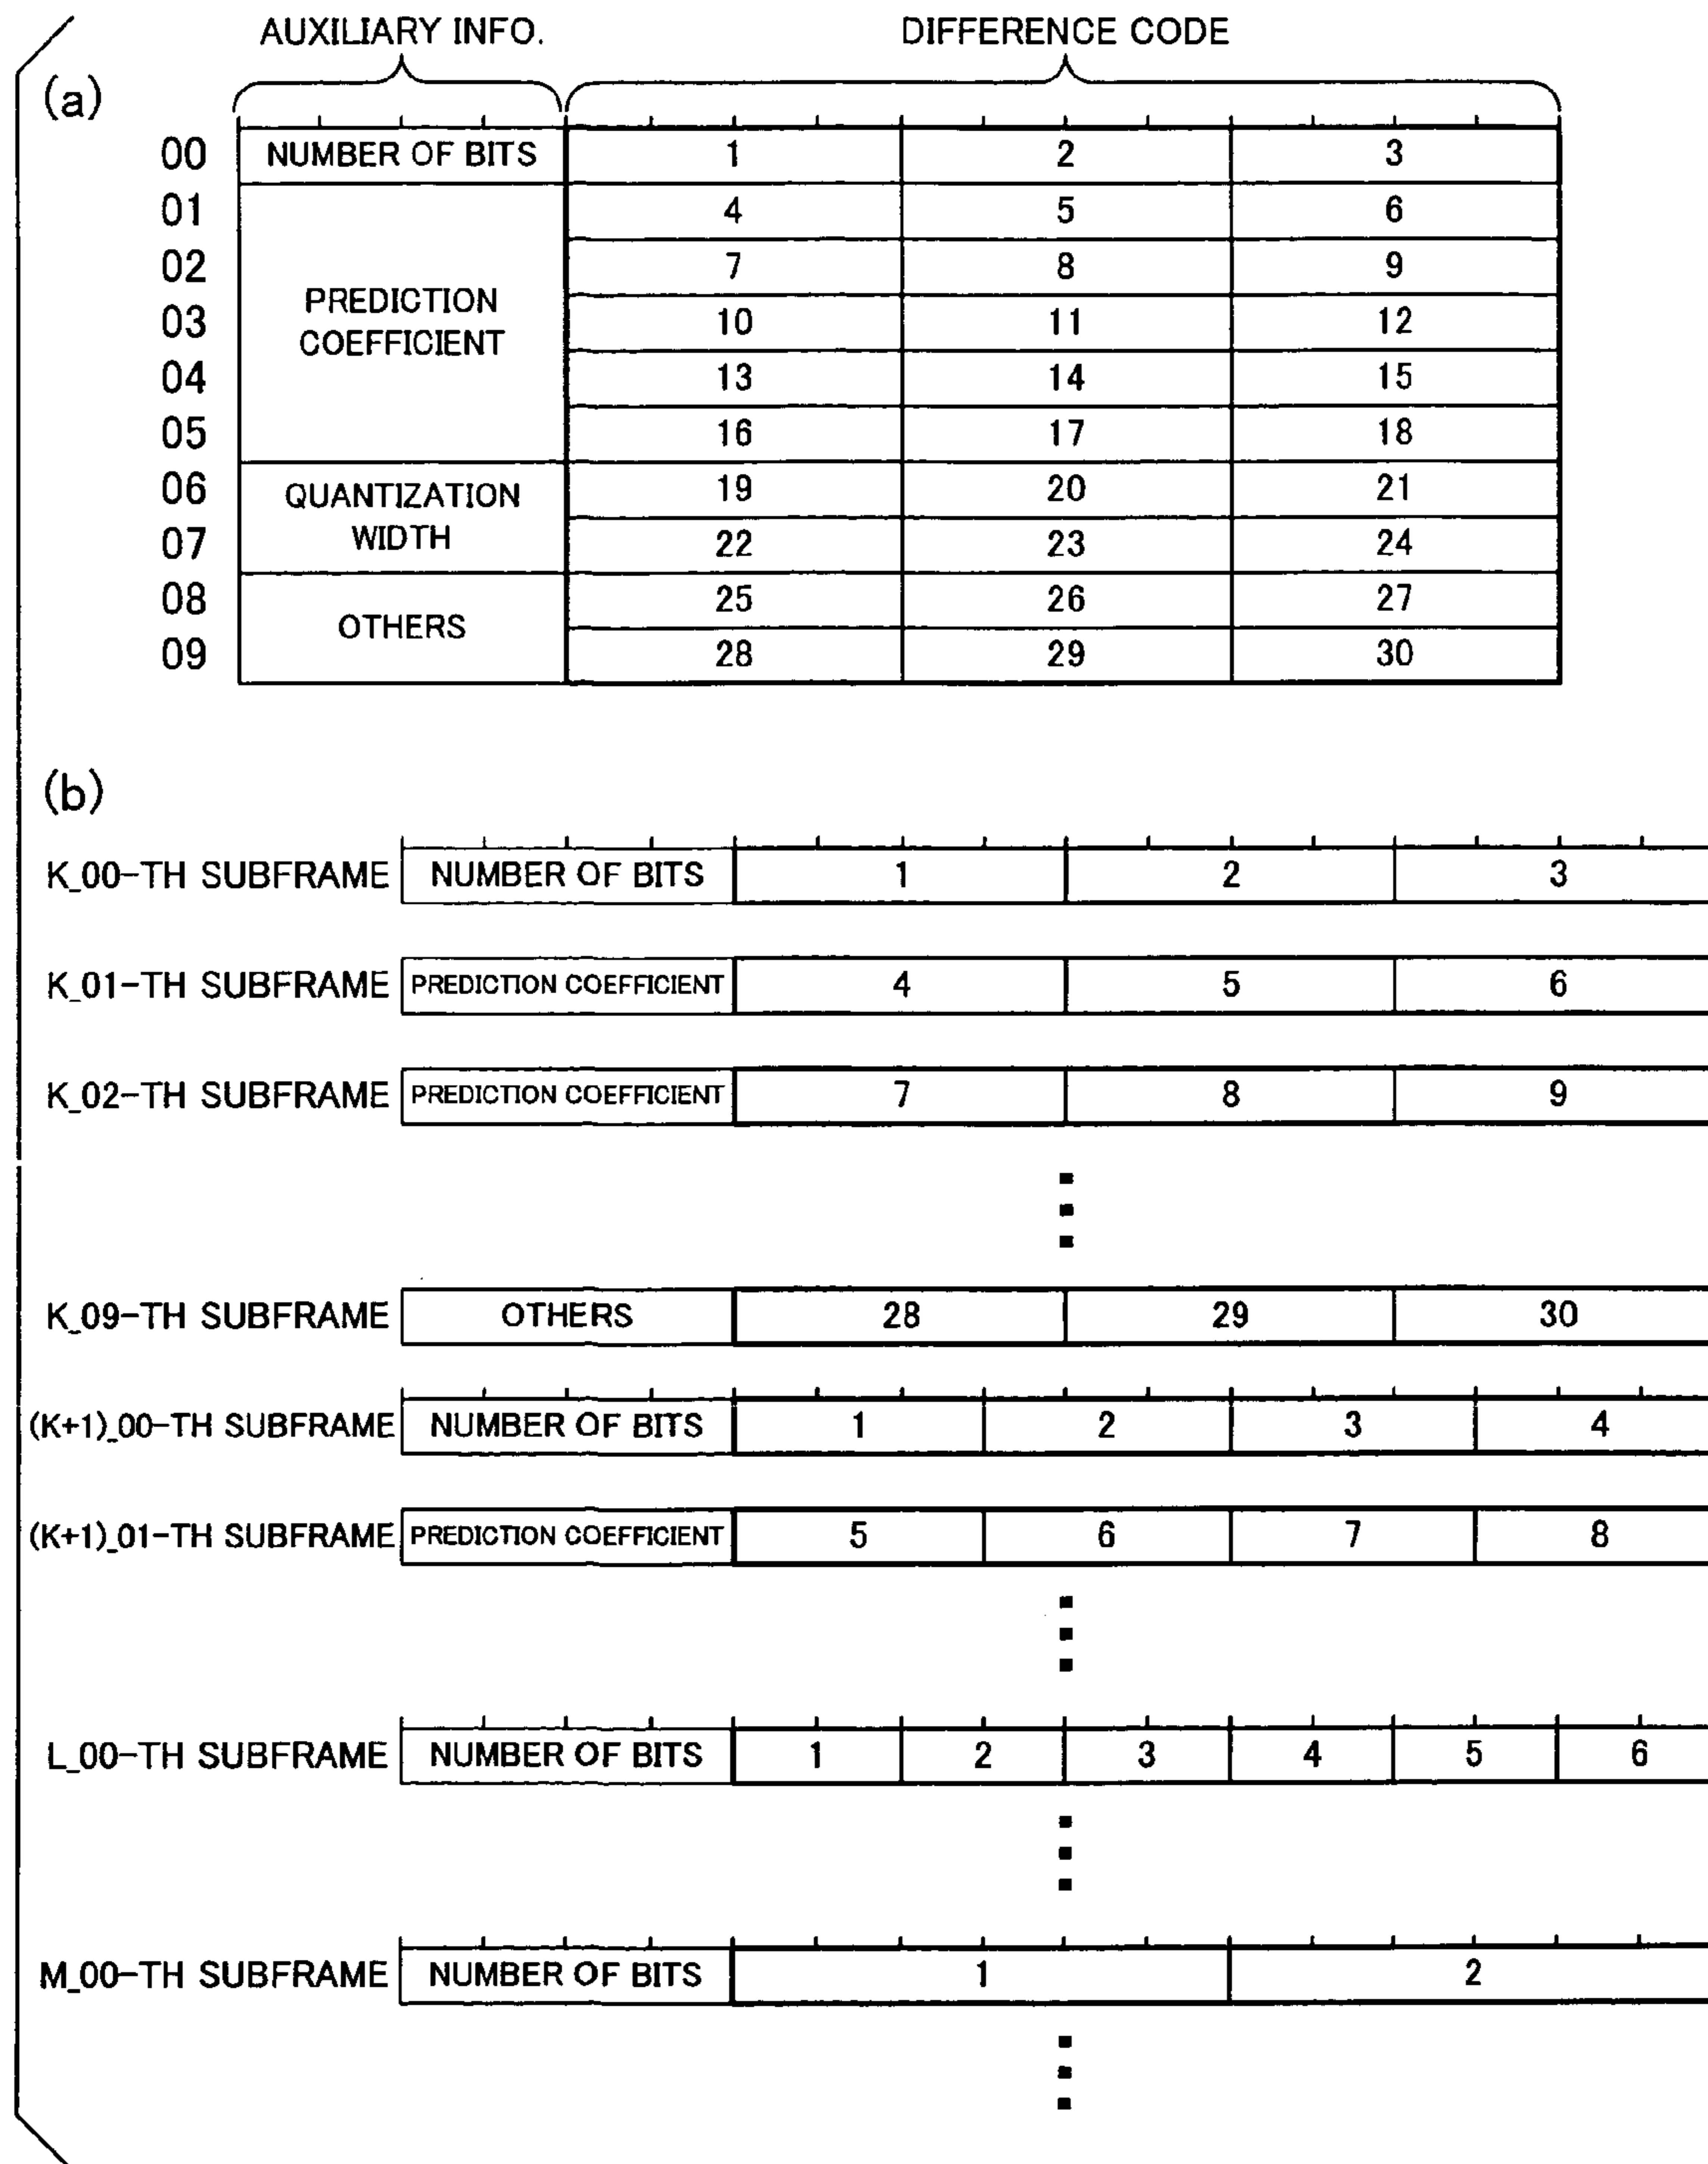 AUXILIARY INFO. DIFFERENCE CODE
(a)
00 NUMBER OF BITS 1 2 3
01 4 5 6
02 7 8 9
PREDICTION
03 10 11 12
COEFFICIENT
04 13 14 15
05 16 17 18
06 QUANTIZATION 19 20 21
07 WIDTH 22 23 24
08 25 26 27
OTHERS
09 28 29 30
(b)
K_00-TH SUBFRAME NUMBER OF BITS 1 2 3
K_01-TH SUBFRAME PREDICTION COEFFICIENT 4 5 6
K_02-TH SUBFRAME PREDICTION COEFFICIENT 7 8 9
K_09-TH SUBFRAME OTHERS 28 29 30
(K+1)_00-TH SUBFRAME NUMBER OF BITS 1 2 3 4
(K+1)_01-TH SUBFRAME PREDICTION COEFFICIENT 5 6 7 8
L_00-TH SUBFRAME NUMBER OF BITS 1 2 3 4 5 6
M_00-TH SUBFRAME NUMBER OF BITS 1 2